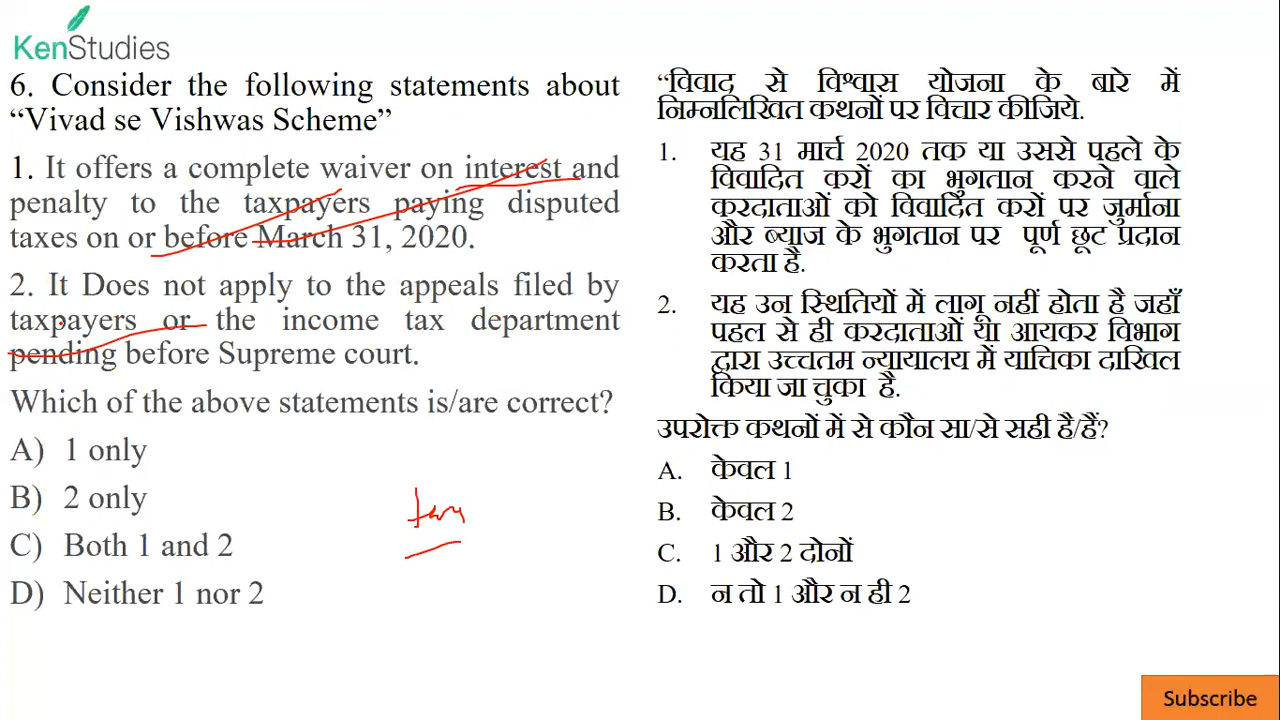 KenStudies
6. Consider the following statements about
“Vivad se Vishwas Scheme”
1. It offers a complete waiver on interest and
penalty to the taxpayers paying disputed
taxes on or before March 31, 2020.
2. It Does not apply to the appeals filed by
taxpayers or the income tax department
pending before Supreme court.
Which of the above statements is/are correct?
A) 1 only
B) 2 only
C) Both 1 and 2
D) Neither 1 nor 2
“विवाद से विश्वास योजना के बारे में
निम्नलिखित कथनों पर विचार कीजिये.
1. यह 31 मार्च 2020 तक या उससे पहले के
विवादित करों का भुगतान करने वाले
करदाताओं को विवादित करों पर जुर्माना
और ब्याज के भुगतान पर पूर्ण छूट प्रदान
करता है.
2. यह उन स्थितियों में लागू नहीं होता है जहाँ
पहल से ही करदाताओं या आयकर विभाग
द्वारा उच्चतम न्यायालय में याचिका दाखिल
किया जा चुका है.
उपरोक्त कथनों में से कौन सा/से सही है/हैं?
A. केवल 1
B. केवल 2
C. 1 और 2 दोनों
D. न तो 1 और न ही 2
Subscribe